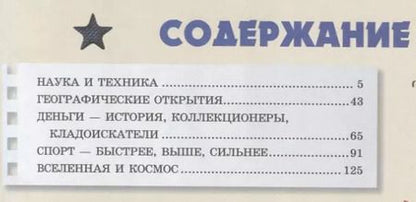 СОДЕРЖАНИЕ
НАУКА И ТЕХНИКА ........................................ 5
ГЕОГРАФИЧЕСКИЕ ОТКРЫТИЯ........................43
ДЕНЬГИ — ИСТОРИЯ, КОЛЛЕКЦИОНЕРЫ,
КЛАДОИСКАТЕЛИ ........................................65
СПОРТ — БЫСТРЕЕ, ВЫШЕ, СИЛЬНЕЕ..............91
ВСЕЛЕННАЯ И КОСМОС ................................125